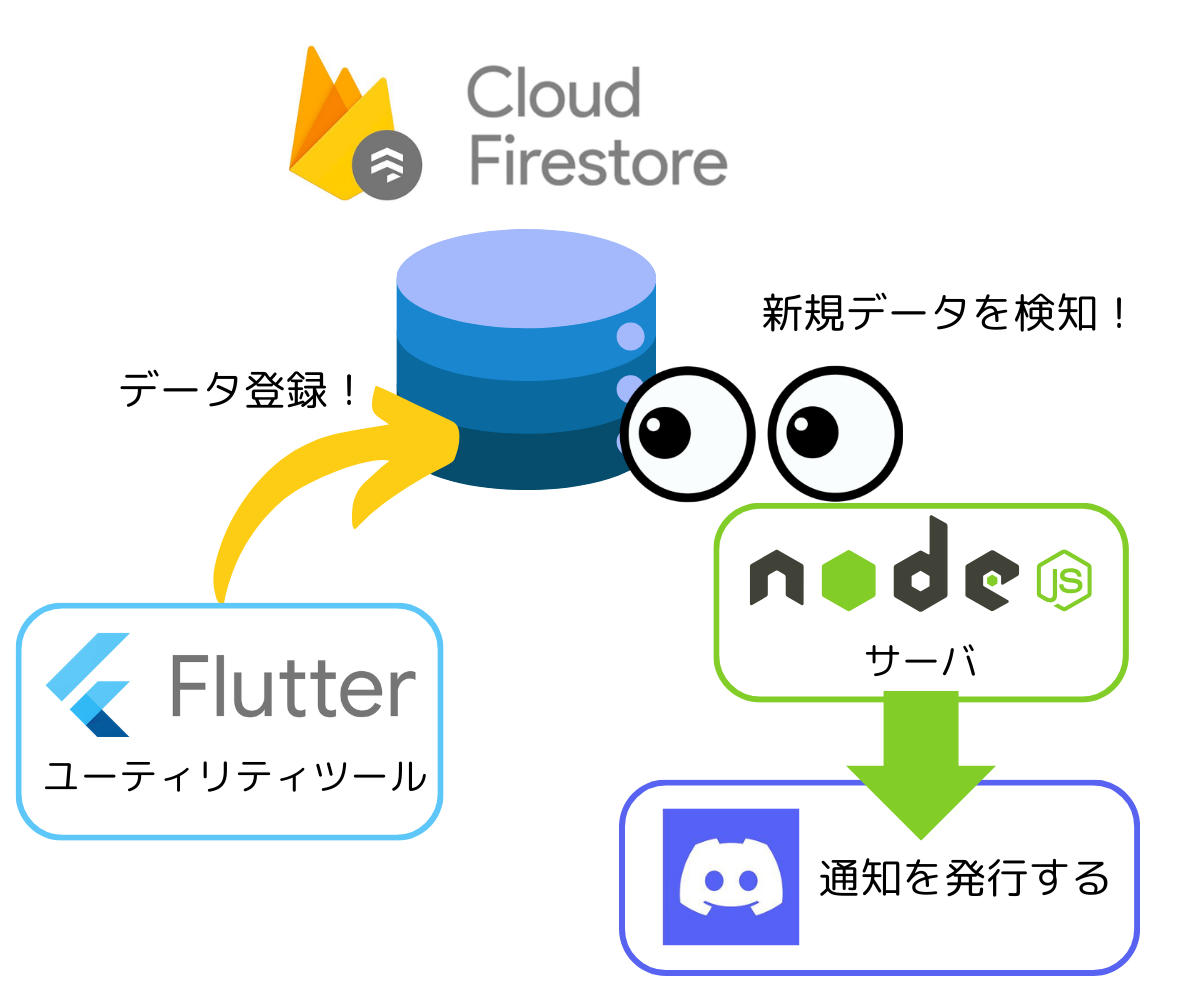 Cloud
Firestore
新規データを検知！
データ登録！
node JS
サーバ
Flutter
ユーティリティツール
通知を発行する